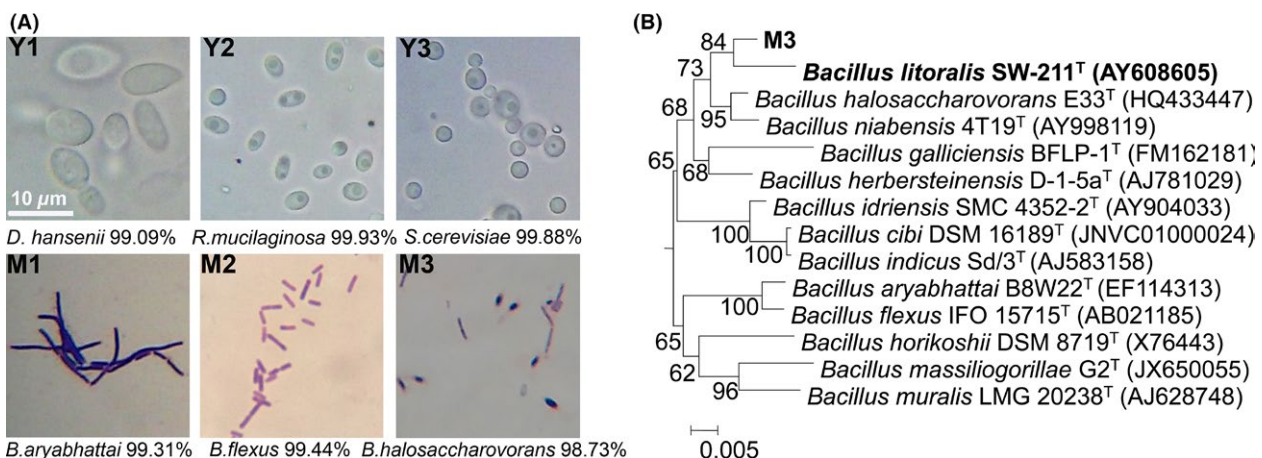 (A)
Y1
Y2
Y3
10 µm
D. hansenii 99.09%
R.mucilaginosa 99.93%
S.cerevisiae 99.88%
M1
M2
M3
B.aryabhattai 99.31%
B.flexus 99.44%
B.halosaccharovorans 98.73%
(B)
84
M3
73
Bacillus litoralis SW-211ᵀ (AY608605)
68
Bacillus halosaccharovorans E33ᵀ (HQ433447)
95
Bacillus niabensis 4T19ᵀ (AY998119)
65
Bacillus galliciensis BFLP-1ᵀ (FM162181)
68
Bacillus herbersteinensis D-1-5aᵀ (AJ781029)
Bacillus idriensis SMC 4352-2ᵀ (AY904033)
100
Bacillus cibi DSM 16189ᵀ (JNVC01000024)
100
Bacillus indicus Sd/3ᵀ (AJ583158)
Bacillus aryabhattai B8W22ᵀ (EF114313)
100
Bacillus flexus IFO 15715ᵀ (AB021185)
65
Bacillus horikoshii DSM 8719ᵀ (X76443)
62
Bacillus massiliogorillae G2ᵀ (JX650055)
96
Bacillus muralis LMG 20238ᵀ (AJ628748)
0.005